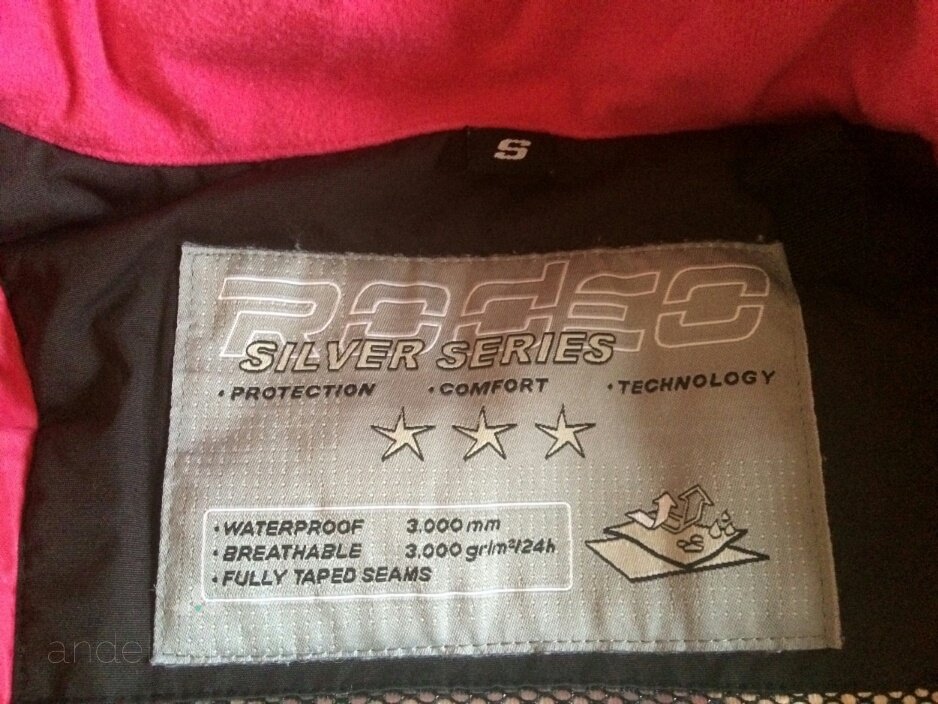 S
RODEO
SILVER SERIES
• PROTECTION • COMFORT • TECHNOLOGY
• WATERPROOF 3.000 mm
• BREATHABLE 3.000 gr/m²/24h
• FULLY TAPED SEAMS